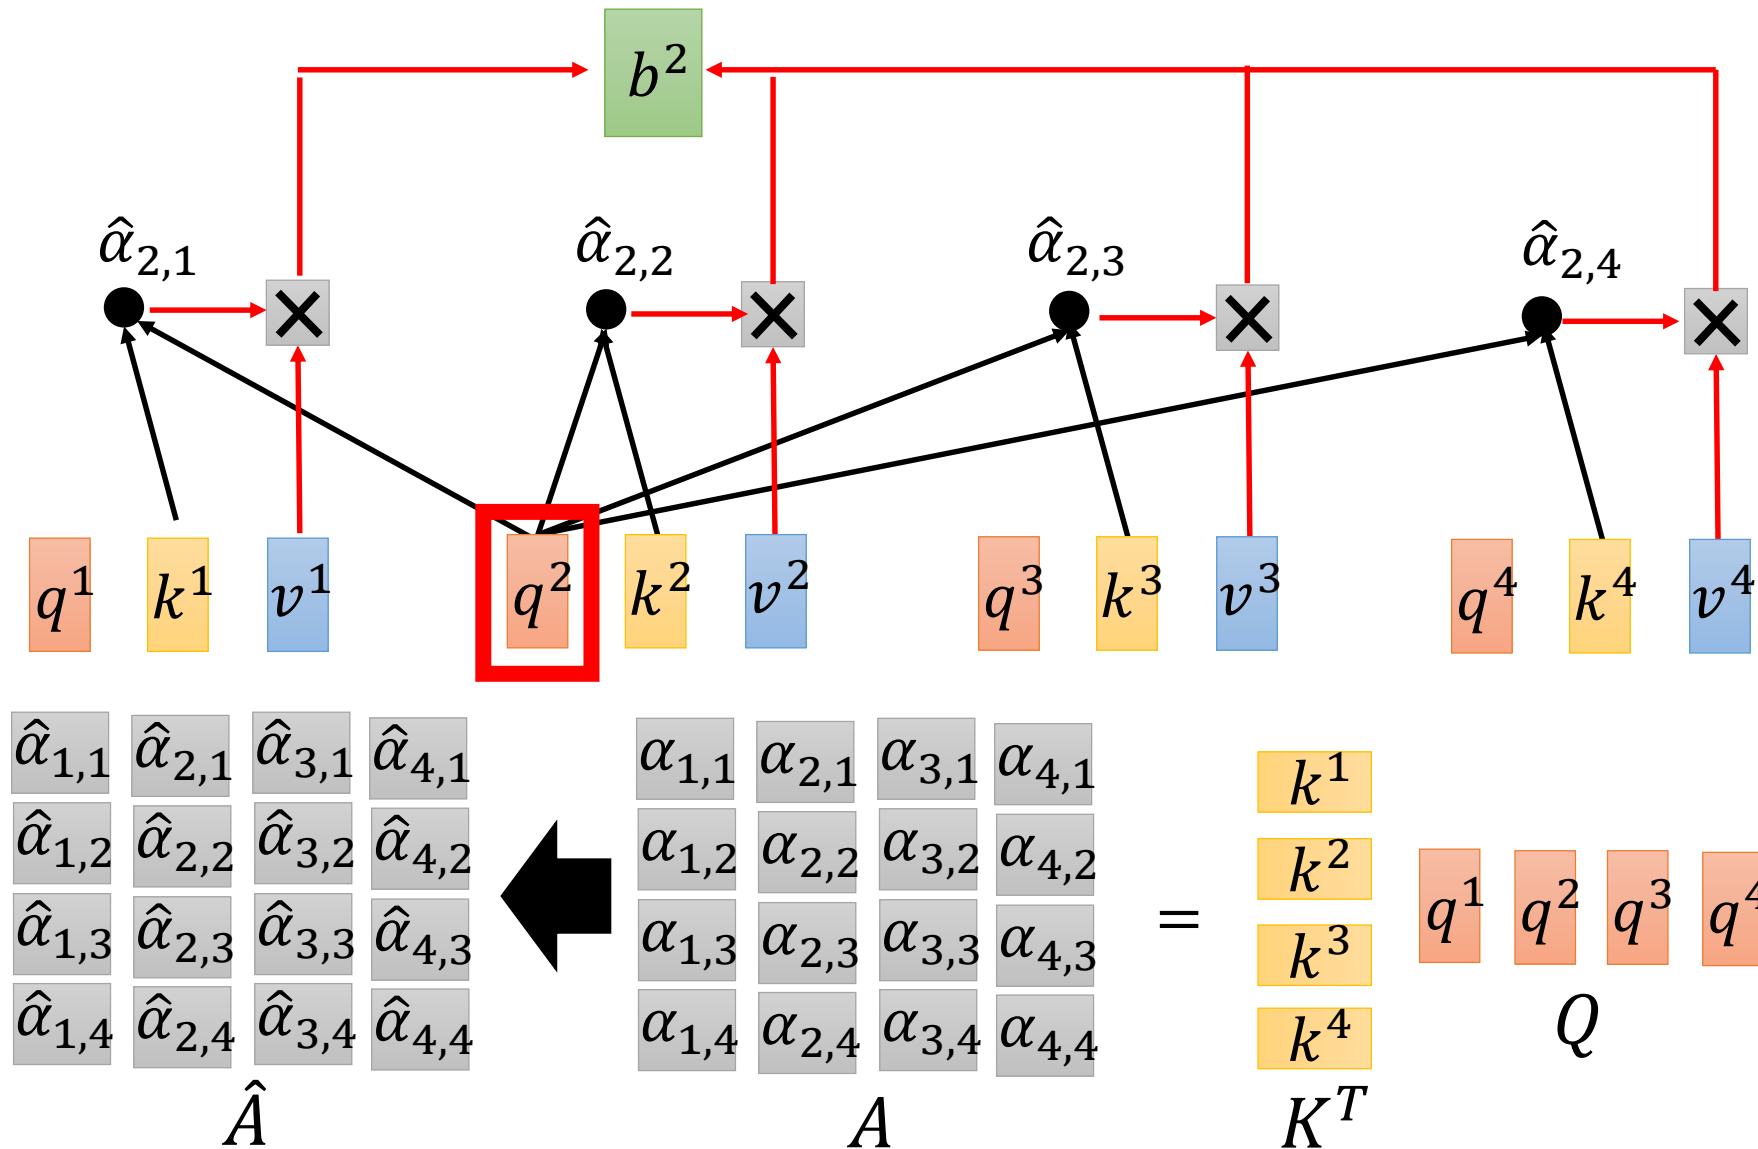 b²
α̂₂,₁ α̂₂,₂ α̂₂,₃ α̂₂,₄
× × × ×
q¹ k¹ v¹ q² k² v² q³ k³ v³ q⁴ k⁴ v⁴
α̂₁,₁ α̂₂,₁ α̂₃,₁ α̂₄,₁ α₁,₁ α₂,₁ α₃,₁ α₄,₁ k¹
α̂₁,₂ α̂₂,₂ α̂₃,₂ α̂₄,₂ α₁,₂ α₂,₂ α₃,₂ α₄,₂ k²
= q¹ q² q³ q⁴
α̂₁,₃ α̂₂,₃ α̂₃,₃ α̂₄,₃ α₁,₃ α₂,₃ α₃,₃ α₄,₃ k³
α̂₁,₄ α̂₂,₄ α̂₃,₄ α̂₄,₄ α₁,₄ α₂,₄ α₃,₄ α₄,₄ k⁴
Q
Â A Kᵀ